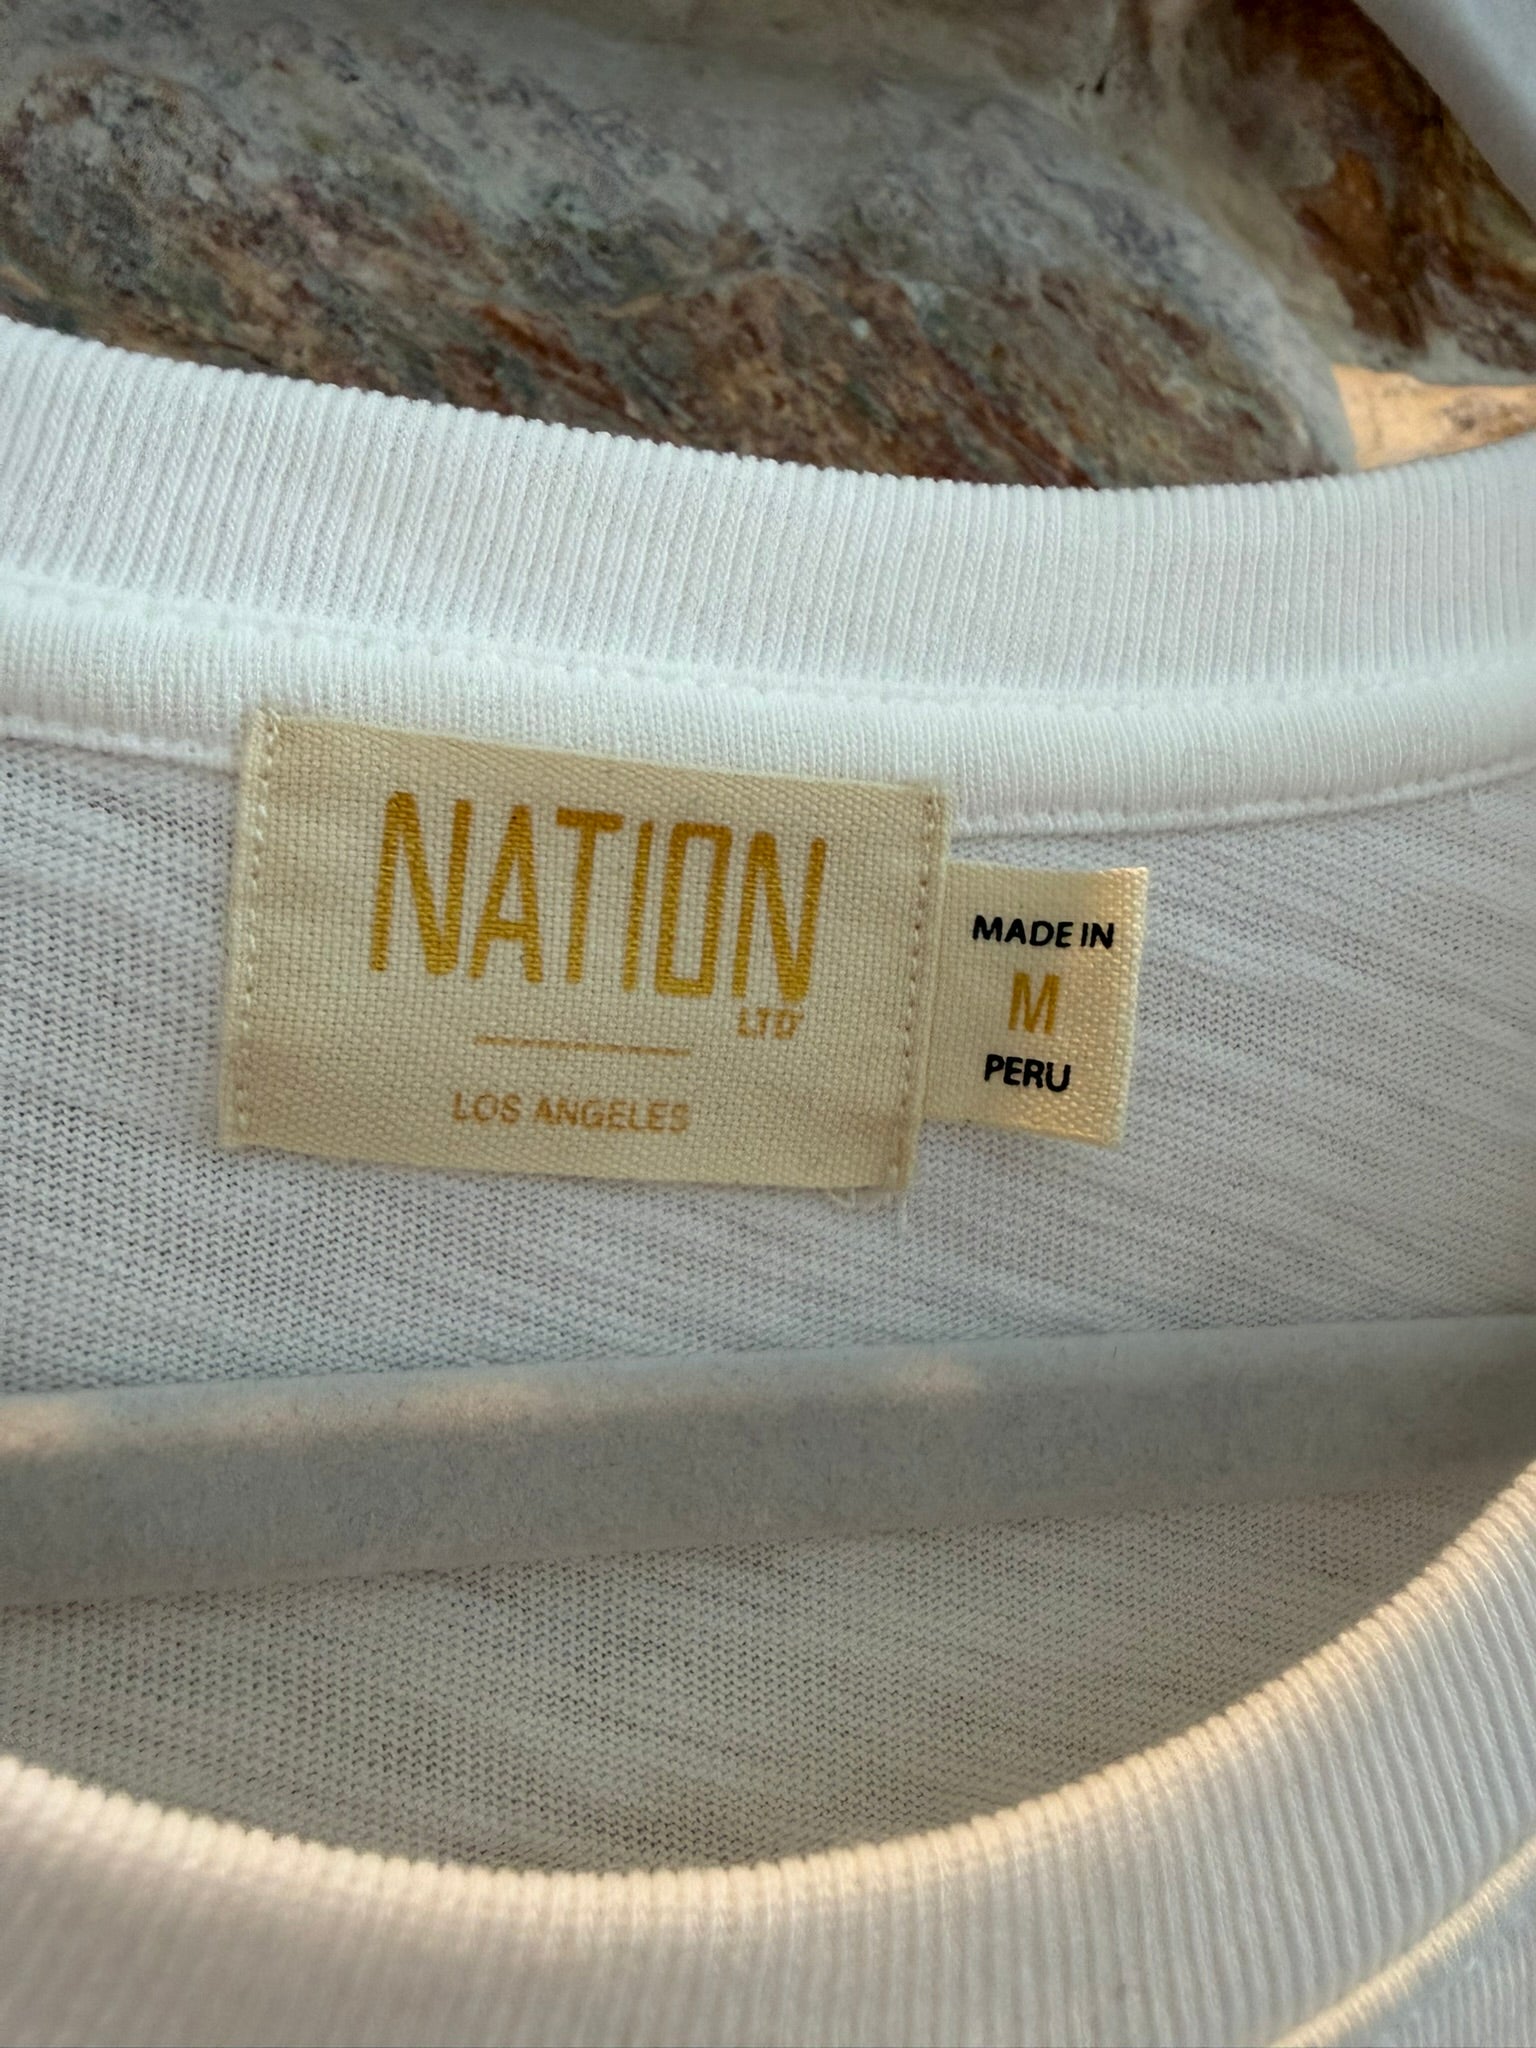 NATION
LTD
LOS ANGELES
MADE IN
M
PERU